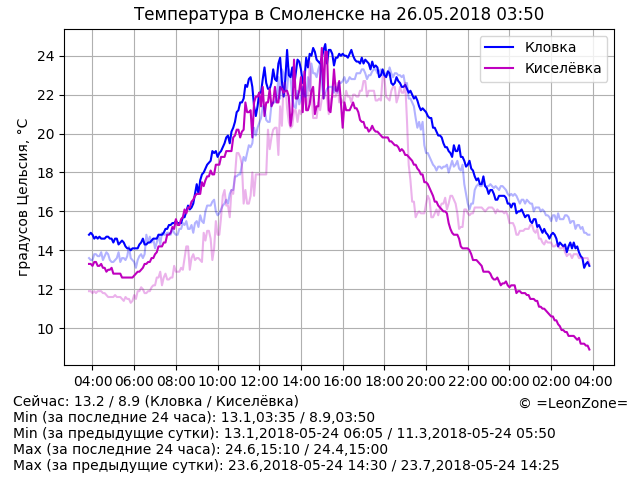 Температура в Смоленске на 26.05.2018 03:50
Кловка
Киселёвка
градусов Цельсия, °C
24
22
20
18
16
14
12
10
04:00 06:00 08:00 10:00 12:00 14:00 16:00 18:00 20:00 22:00 00:00 02:00 04:00
Сейчас: 13.2 / 8.9 (Кловка / Киселёвка)
© =LeonZone=
Min (за последние 24 часа): 13.1,03:35 / 8.9,03:50
Min (за предыдущие сутки): 13.1,2018-05-24 06:05 / 11.3,2018-05-24 05:50
Max (за последние 24 часа): 24.6,15:10 / 24.4,15:00
Max (за предыдущие сутки): 23.6,2018-05-24 14:30 / 23.7,2018-05-24 14:25